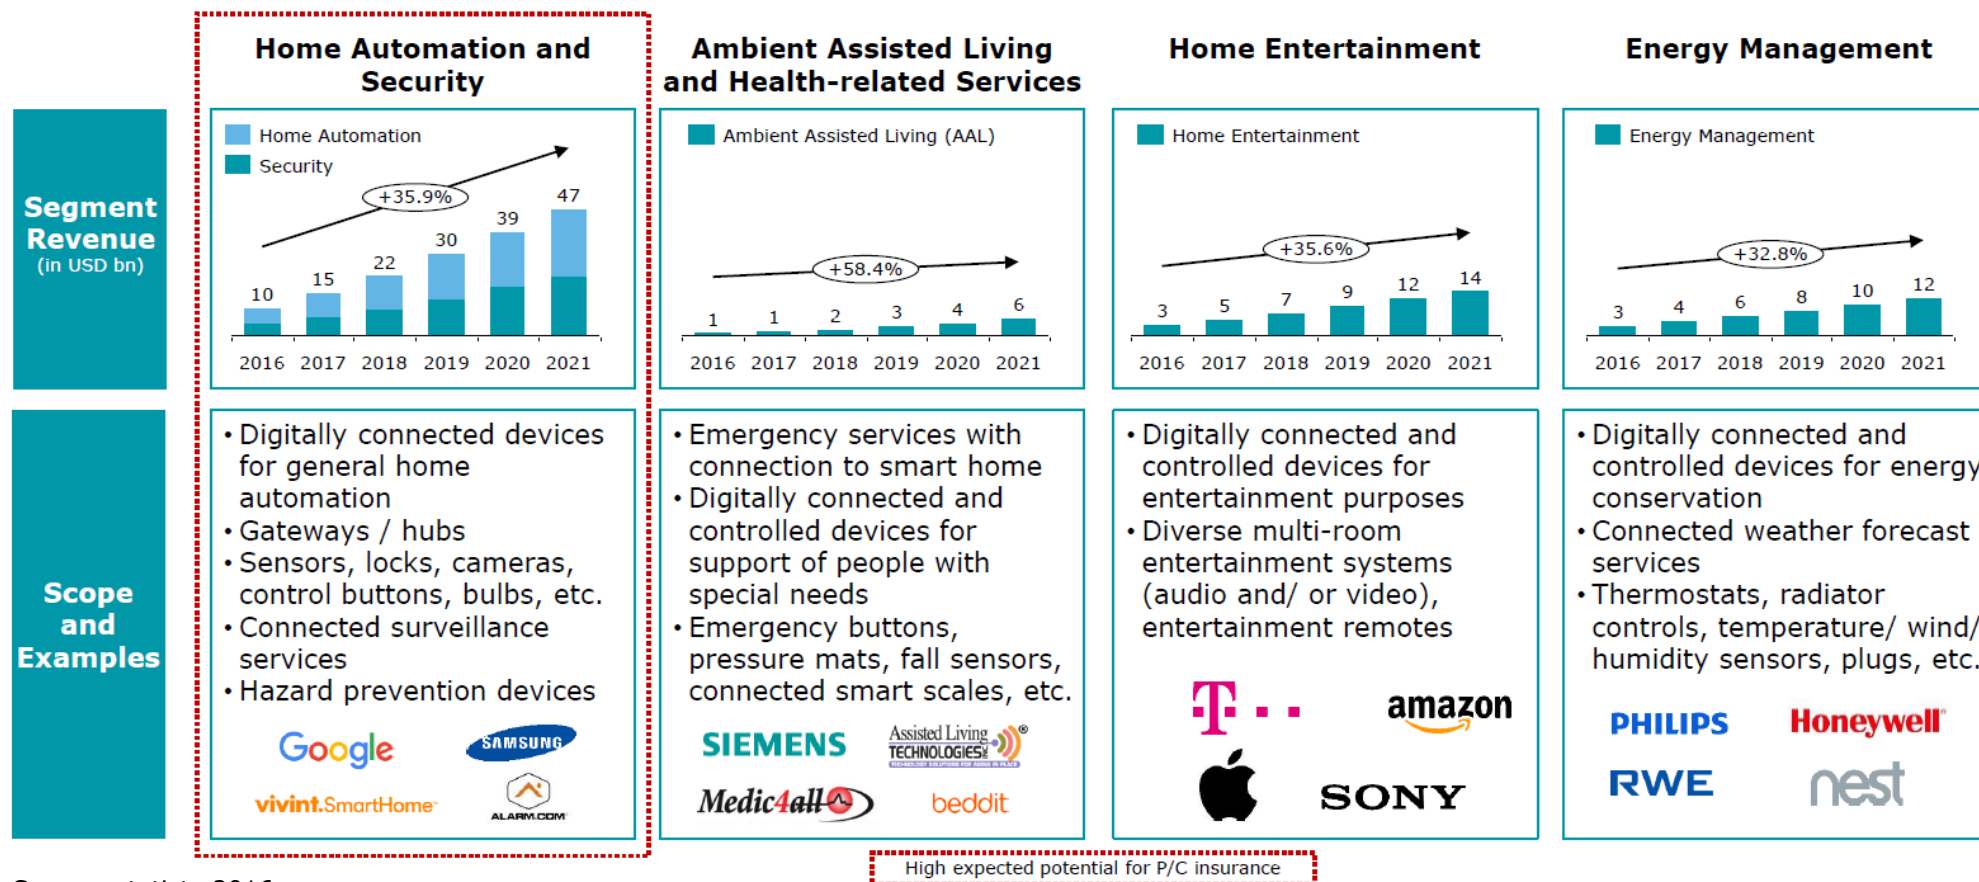 Home Automation and
Security
Ambient Assisted Living
and Health-related Services
Home Entertainment
Energy Management
Segment
Revenue
(in USD bn)
Home Automation
Security
+35.9%
10
15
22
30
39
47
2016 2017 2018 2019 2020 2021
Ambient Assisted Living (AAL)
+58.4%
1
1
2
3
4
6
2016 2017 2018 2019 2020 2021
Home Entertainment
+35.6%
3
5
7
9
12
14
2016 2017 2018 2019 2020 2021
Energy Management
+32.8%
3
4
6
8
10
12
2016 2017 2018 2019 2020 2021
Scope
and
Examples
• Digitally connected devices
for general home
automation
• Gateways / hubs
• Sensors, locks, cameras,
control buttons, bulbs, etc.
• Connected surveillance
services
• Hazard prevention devices
Google
SAMSUNG
vivint.SmartHome
ALARM.COM
• Emergency services with
connection to smart home
• Digitally connected and
controlled devices for
support of people with
special needs
• Emergency buttons,
pressure mats, fall sensors,
connected smart scales, etc.
SIEMENS
Assisted Living
TECHNOLOGIES INC
TECHNOLOGY SOLUTIONS FOR AGING IN PLACE
®
Medic4all
beddit
• Digitally connected and
controlled devices for
entertainment purposes
• Diverse multi-room
entertainment systems
(audio and/ or video),
entertainment remotes
T
amazon
SONY
• Digitally connected and
controlled devices for energy
conservation
• Connected weather forecast
services
• Thermostats, radiator
controls, temperature/ wind/
humidity sensors, plugs, etc.
PHILIPS
Honeywell
RWE
nest
High expected potential for P/C insurance